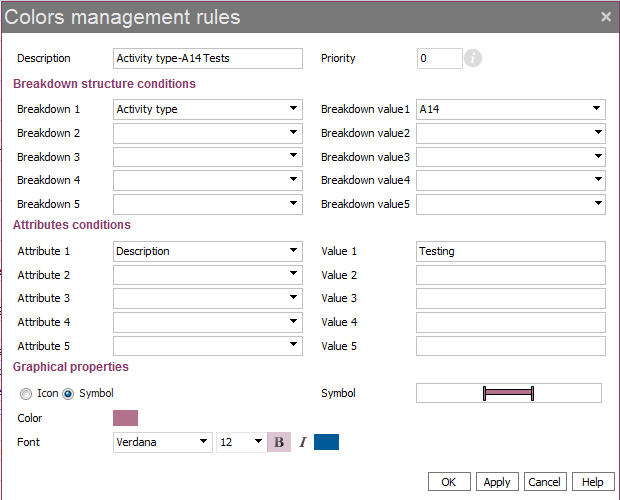 Colors management rules
Description Activity type-A14 Tests Priority 0 i
Breakdown structure conditions
Breakdown 1 Activity type Breakdown value1 A14
Breakdown 2 Breakdown value2
Breakdown 3 Breakdown value3
Breakdown 4 Breakdown value4
Breakdown 5 Breakdown value5
Attributes conditions
Attribute 1 Description Value 1 Testing
Attribute 2 Value 2
Attribute 3 Value 3
Attribute 4 Value 4
Attribute 5 Value 5
Graphical properties
Icon Symbol Symbol
Color
Font Verdana 12 B I
OK Apply Cancel Help